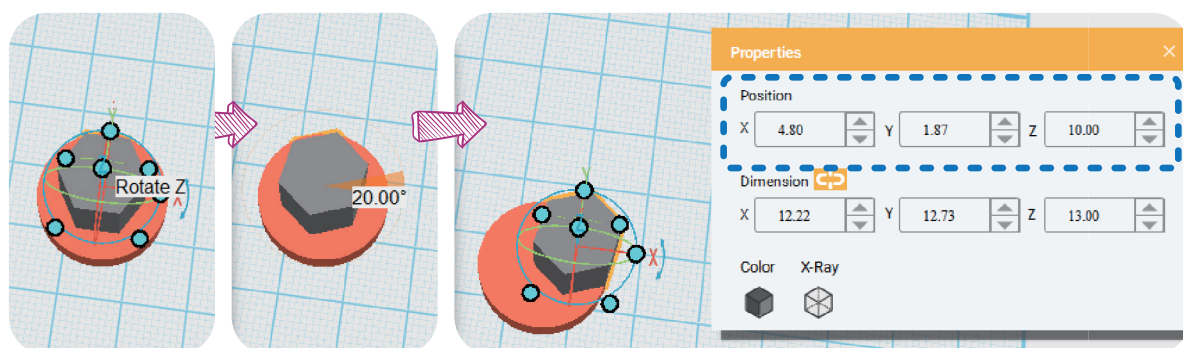 Y
Rotate Z
X
20.00°
Y
X
Properties
Position
X 4.80 Y 1.87 Z 10.00
Dimension
X 12.22 Y 12.73 Z 13.00
Color X-Ray